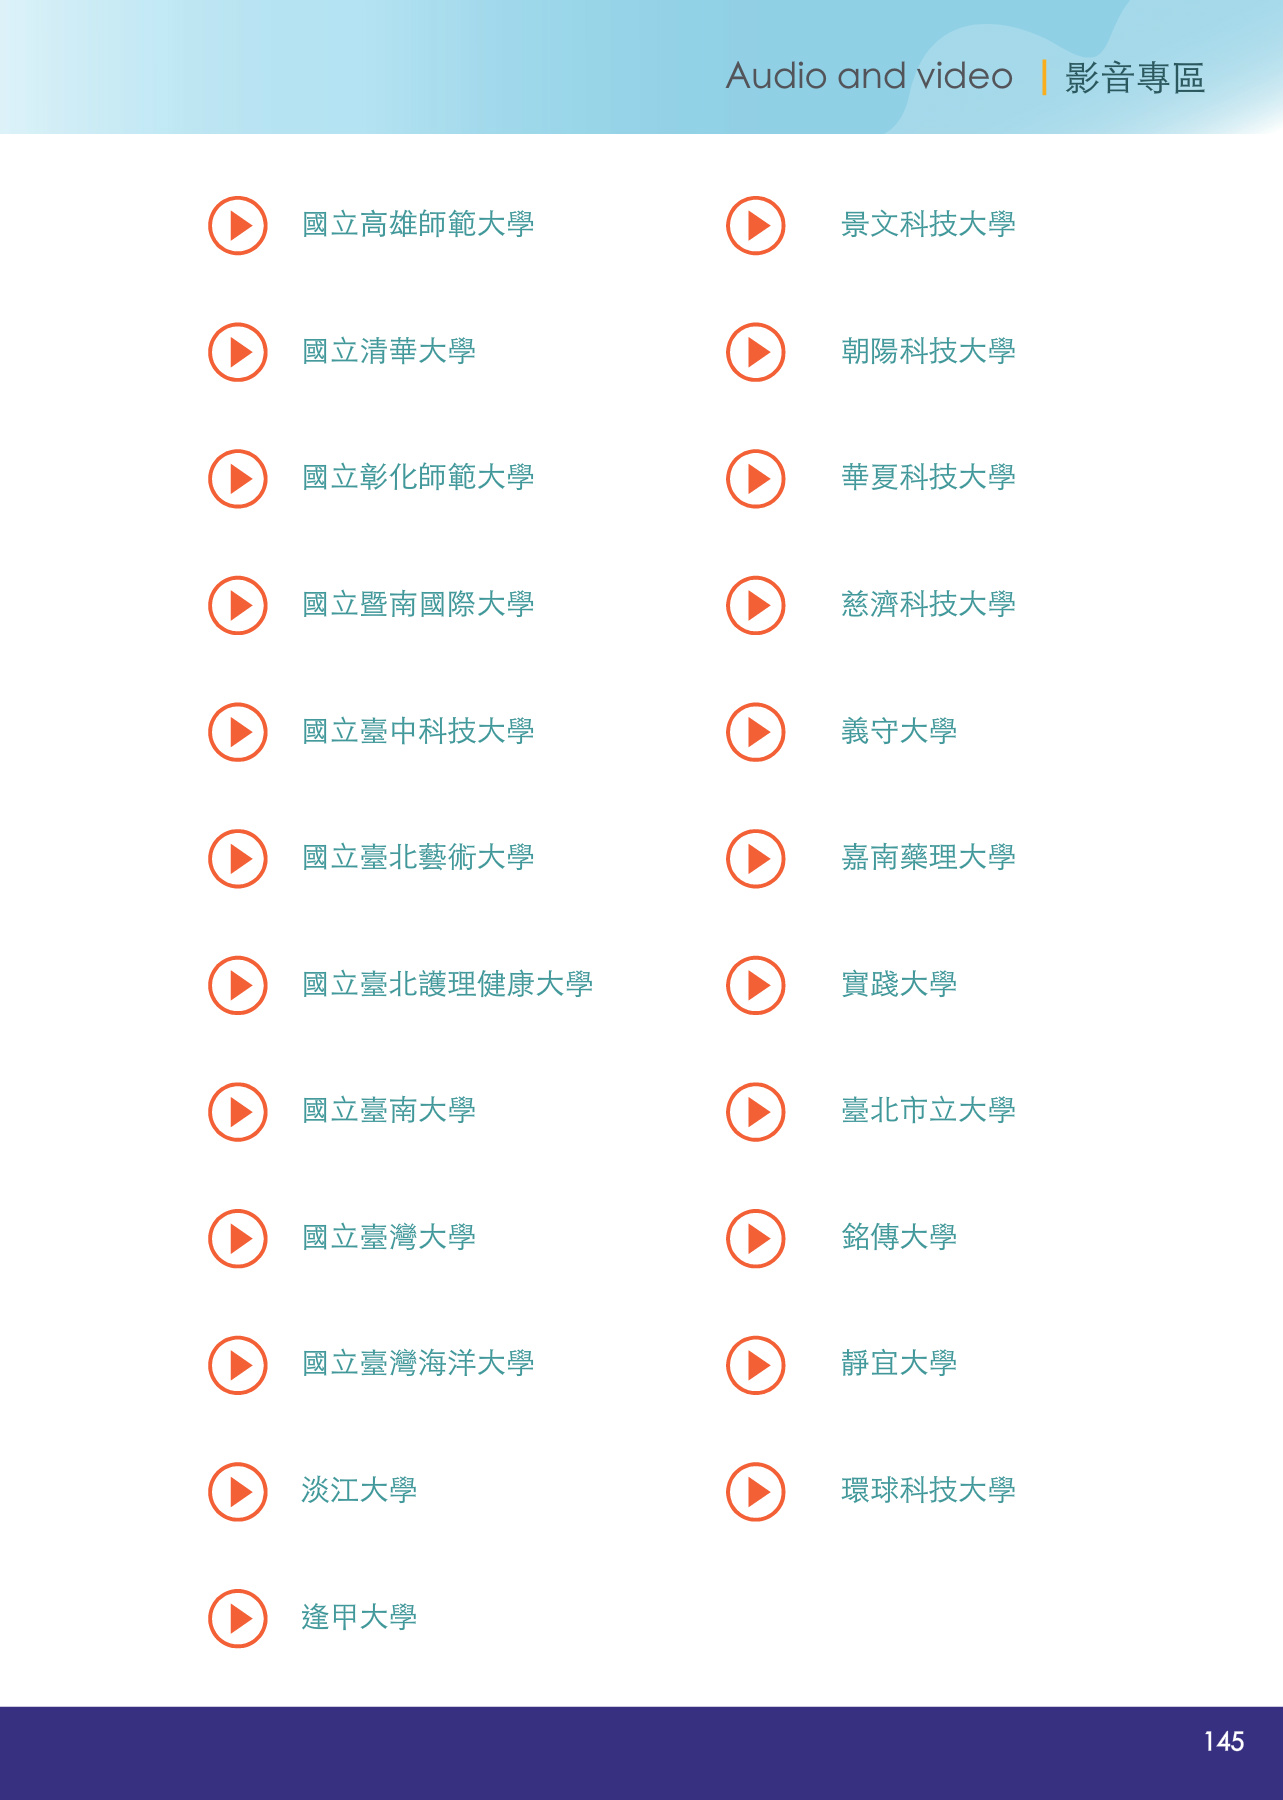 Audio and video｜影音專區
國立高雄師範大學
國立清華大學
國立彰化師範大學
國立暨南國際大學
國立臺中科技大學
國立臺北藝術大學
國立臺北護理健康大學
國立臺南大學
國立臺灣大學
國立臺灣海洋大學
淡江大學
逢甲大學
景文科技大學
朝陽科技大學
華夏科技大學
慈濟科技大學
義守大學
嘉南藥理大學
實踐大學
臺北市立大學
銘傳大學
靜宜大學
環球科技大學
145